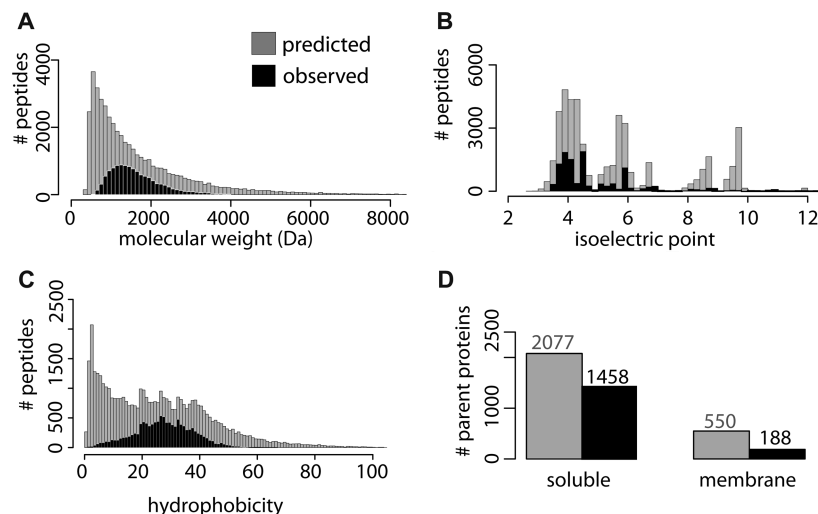 A
predicted
observed
# peptides
0 2000 4000
0 2000 4000 6000 8000
molecular weight (Da)
B
# peptides
0 3000 6000
2 4 6 8 10 12
isoelectric point
C
# peptides
0 500 1500 2500
0 20 40 60 80 100
hydrophobicity
D
# parent proteins
0 1000 2500
2077
1458
550
188
soluble
membrane